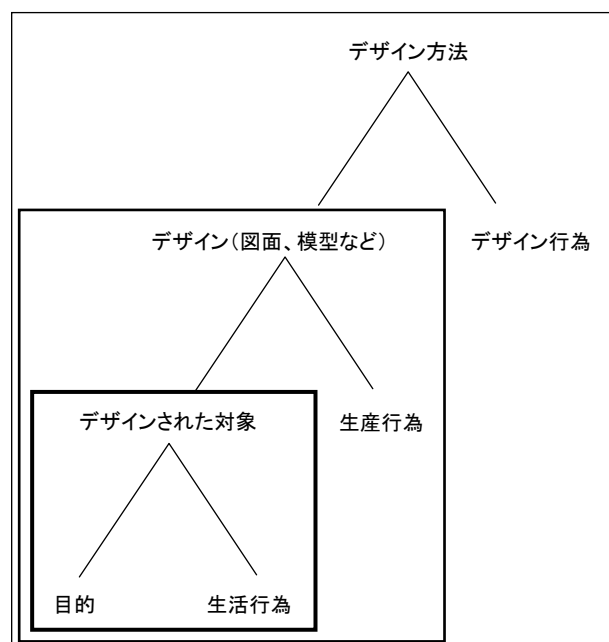 デザイン方法
デザイン（図面、模型など）
デザイン行為
デザインされた対象
生産行為
目的
生活行為